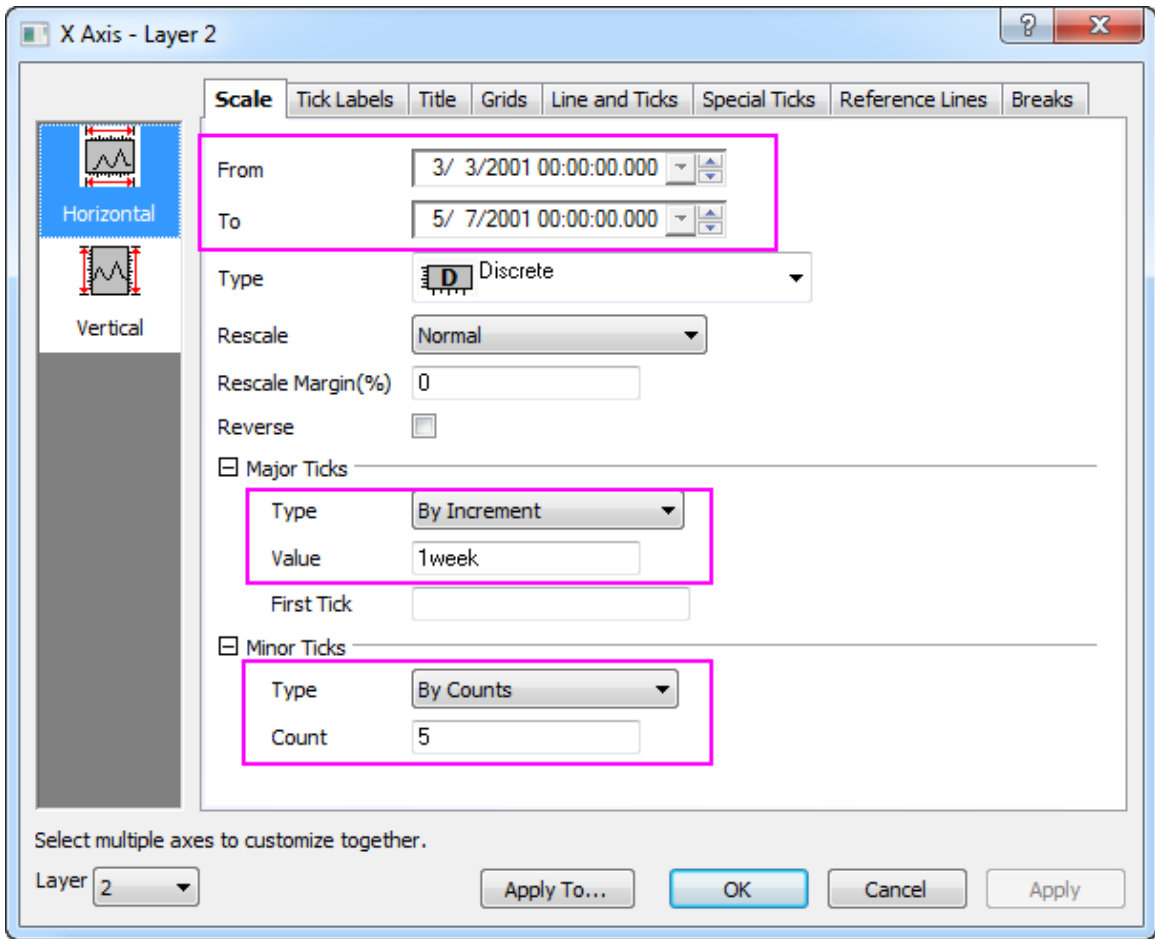 X Axis - Layer 2
Scale Tick Labels Title Grids Line and Ticks Special Ticks Reference Lines Breaks
Horizontal
Vertical
From 3/ 3/2001 00:00:00.000
To 5/ 7/2001 00:00:00.000
Type D Discrete
Rescale Normal
Rescale Margin(%) 0
Reverse
Major Ticks
Type By Increment
Value 1week
First Tick
Minor Ticks
Type By Counts
Count 5
Select multiple axes to customize together.
Layer 2 Apply To... OK Cancel Apply